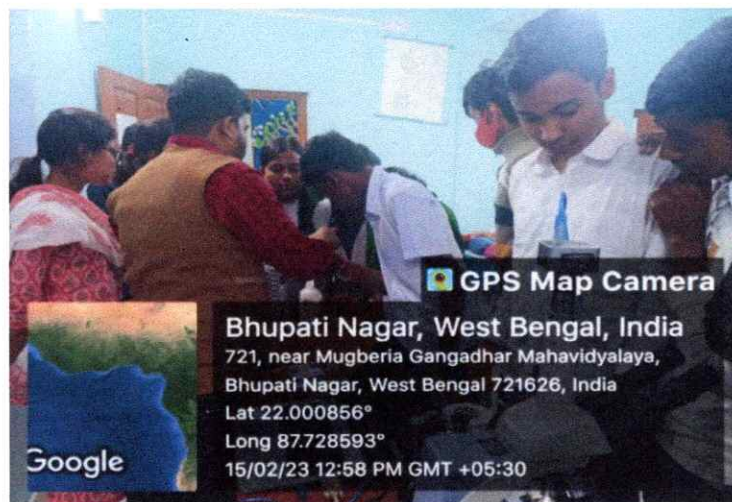 GPS Map Camera
Bhupati Nagar, West Bengal, India
721, near Mugberia Gangadhar Mahavidyalaya,
Bhupati Nagar, West Bengal 721626, India
Lat 22.000856°
Long 87.728593°
15/02/23 12:58 PM GMT +05:30
Google